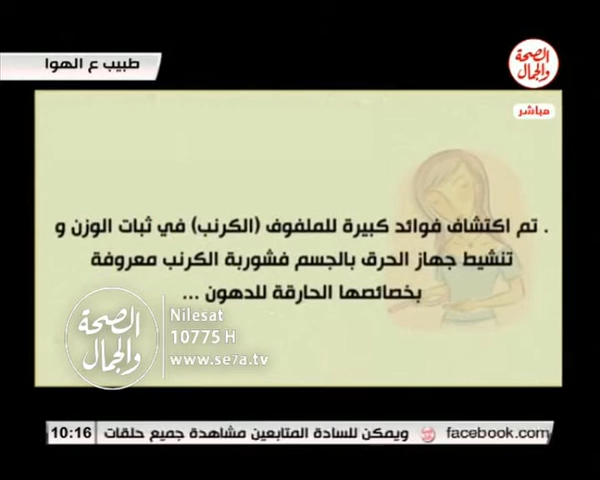 طبيب ع الهوا
الصحة
والجمال
مباشر
. تم اكتشاف فوائد كبيرة للملفوف (الكرنب) في ثبات الوزن و
تنشيط جهاز الحرق بالجسم فشوربة الكرنب معروفة
بخصائصها الحارقة للدهون ...
الصحة
والجمال
Nilesat
10775 H
www.se7a.tv
facebook.com ويمكن للسادة المتابعين مشاهدة جميع حلقات
10:16